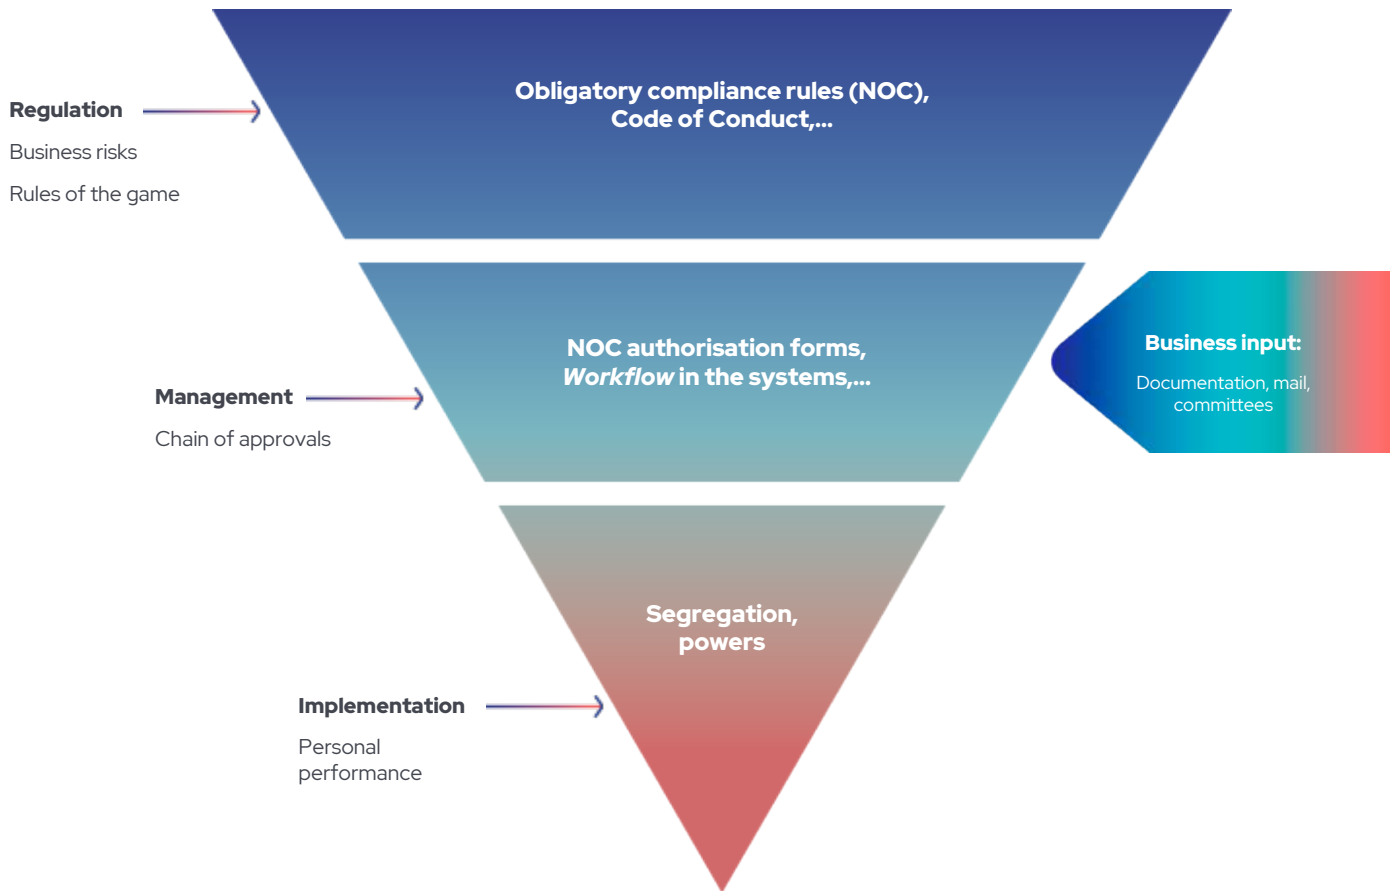 Obligatory compliance rules (NOC),
Code of Conduct,...
Regulation
Business risks
Rules of the game
NOC authorisation forms,
Workflow in the systems,...
Management
Chain of approvals
Business input:
Documentation, mail,
committees
Segregation,
powers
Implementation
Personal
performance